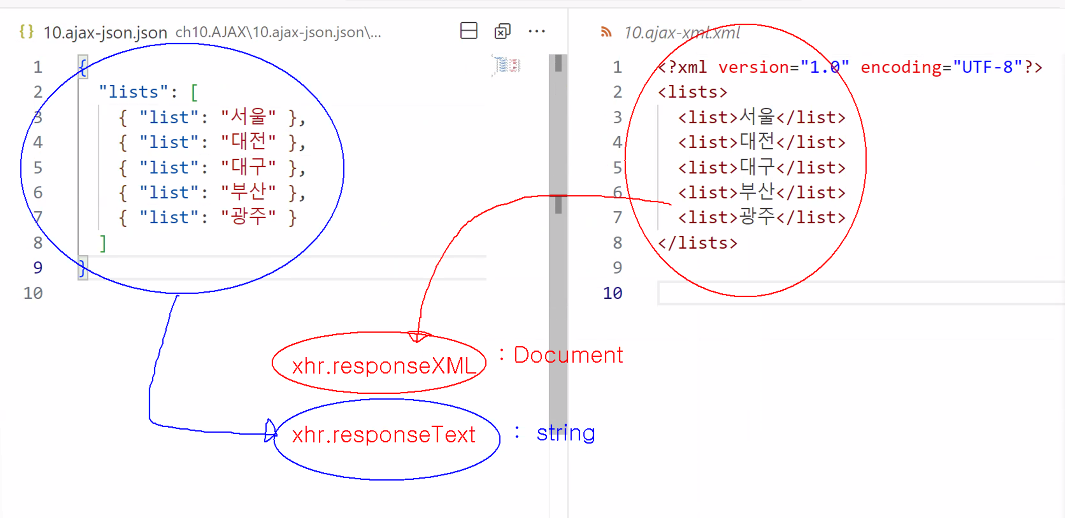 {} 10.ajax-json.json ch10.AJAX\10.ajax-json.json\...
1 {
2 "lists": [
3 { "list": "서울" },
4 { "list": "대전" },
5 { "list": "대구" },
6 { "list": "부산" },
7 { "list": "광주" }
8 ]
9 }
10
10.ajax-xml.xml
1 <?xml version="1.0" encoding="UTF-8"?>
2 <lists>
3 <list>서울</list>
4 <list>대전</list>
5 <list>대구</list>
6 <list>부산</list>
7 <list>광주</list>
8 </lists>
9
10
xhr.responseXML : Document
xhr.responseText : string